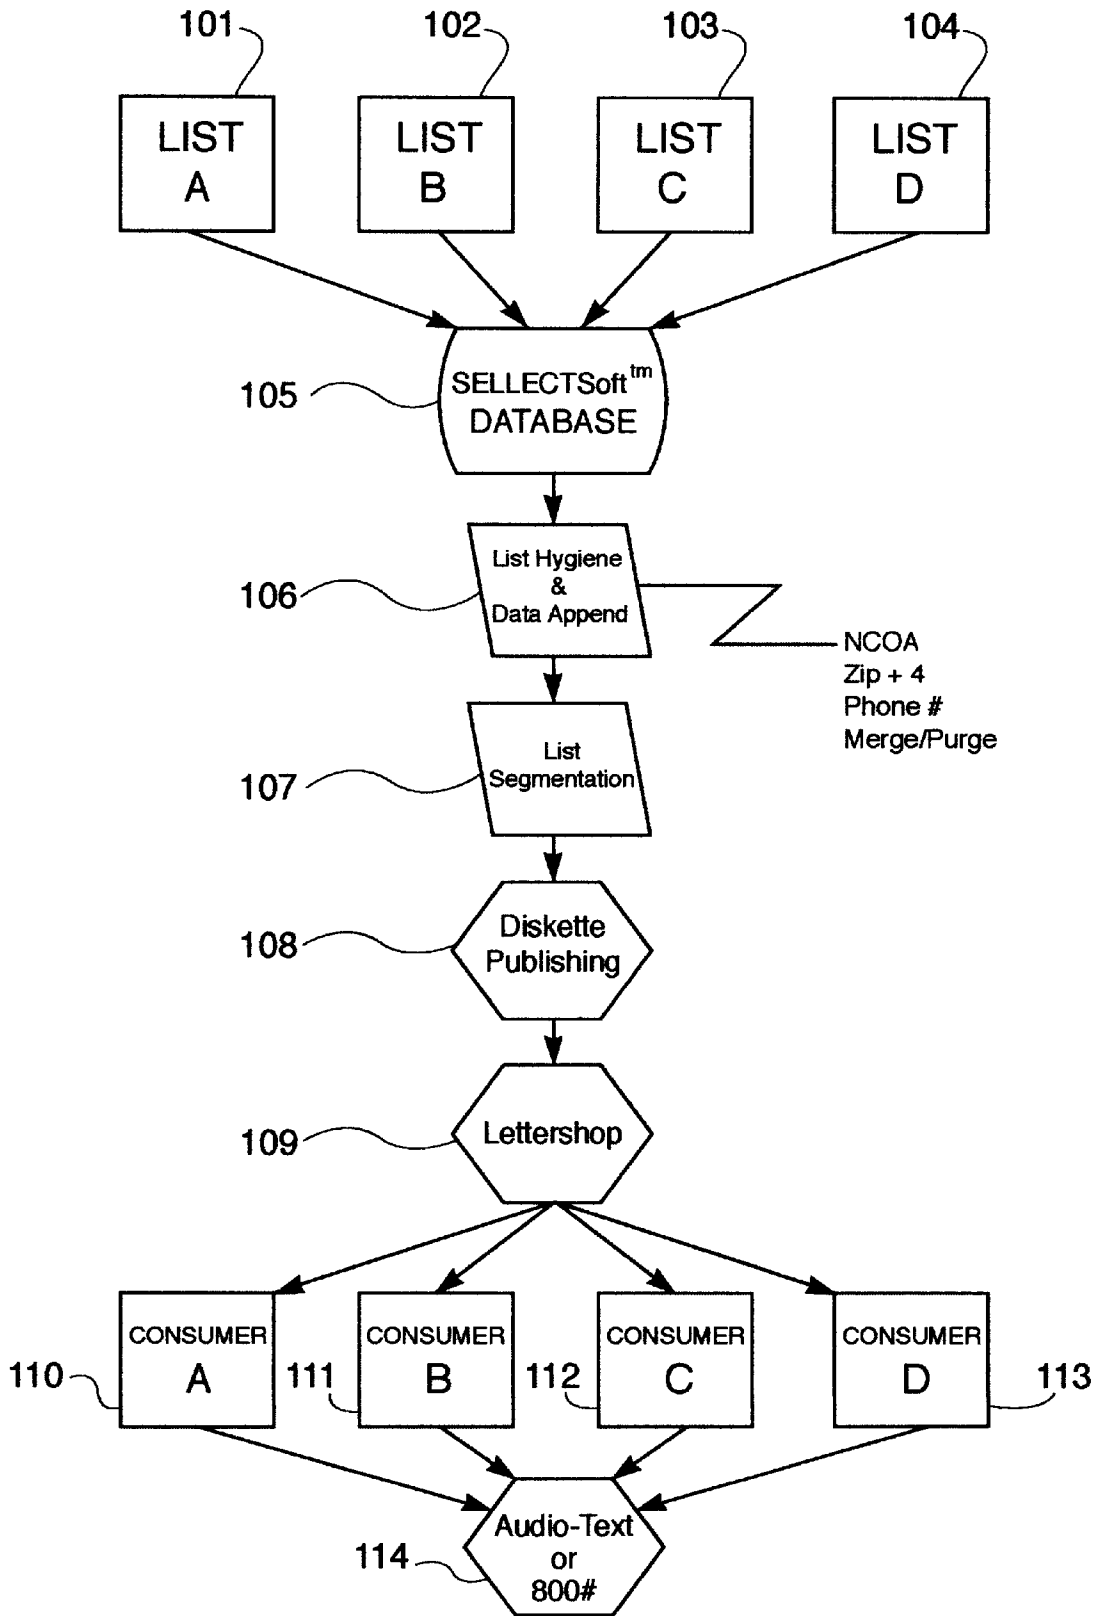 101
102
103
104
LIST
A
LIST
B
LIST
C
LIST
D
105
SELLECTSoft tm
DATABASE
106
List Hygiene
&
Data Append
NCOA
Zip + 4
Phone #
Merge/Purge
107
List
Segmentation
108
Diskette
Publishing
109
Lettershop
110
CONSUMER
A
111
CONSUMER
B
112
CONSUMER
C
CONSUMER
D
113
114
Audio-Text
or
800#